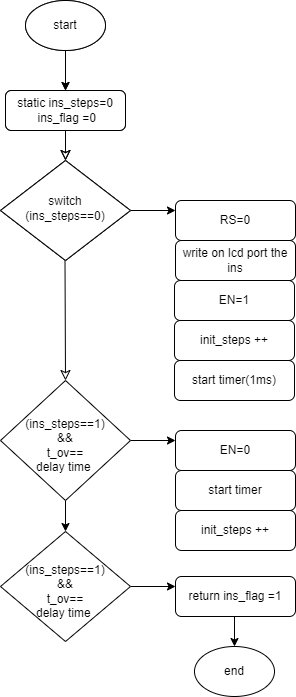 start
static ins_steps=0
ins_flag =0
switch
(ins_steps==0)
RS=0
write on lcd port the
ins
EN=1
init_steps ++
start timer(1ms)
(ins_steps==1)
&&
t_ov==
delay time
EN=0
start timer
init_steps ++
(ins_steps==1)
&&
t_ov==
delay time
return ins_flag =1
end